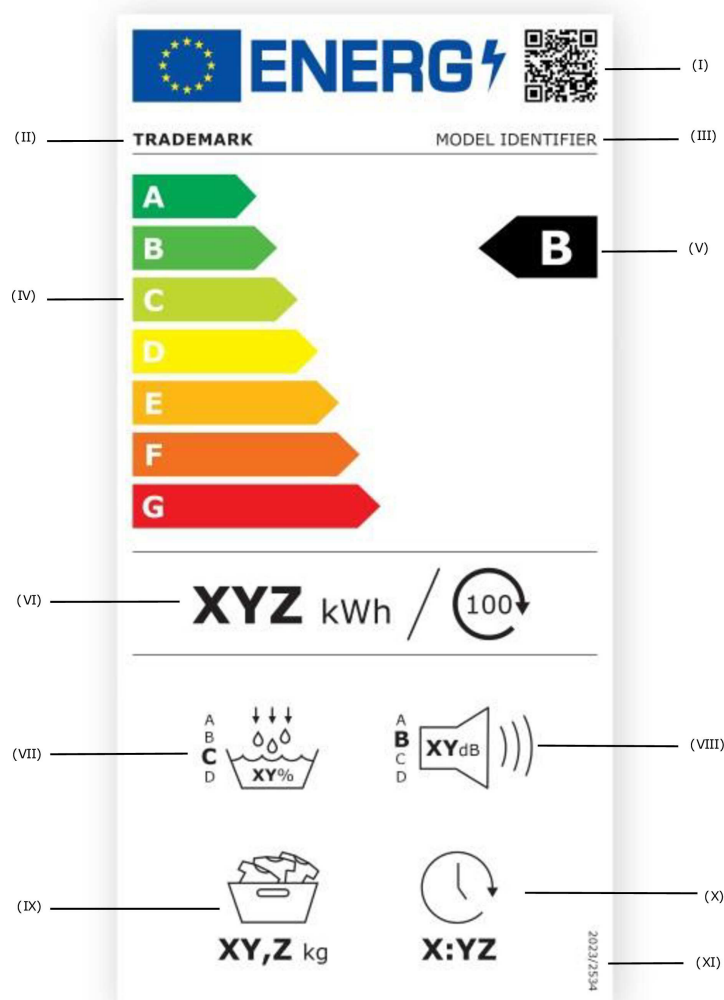 ENERG
(I)
(II)
TRADEMARK
MODEL IDENTIFIER
(III)
A
B
B
(V)
(IV)
C
D
E
F
G
(VI)
XYZ kWh / 100
(VII)
A
B
C
D
XY%
A
B
C
D
XYdB
(VIII)
(IX)
XY,Z kg
X:YZ
(X)
2023/2534
(XI)